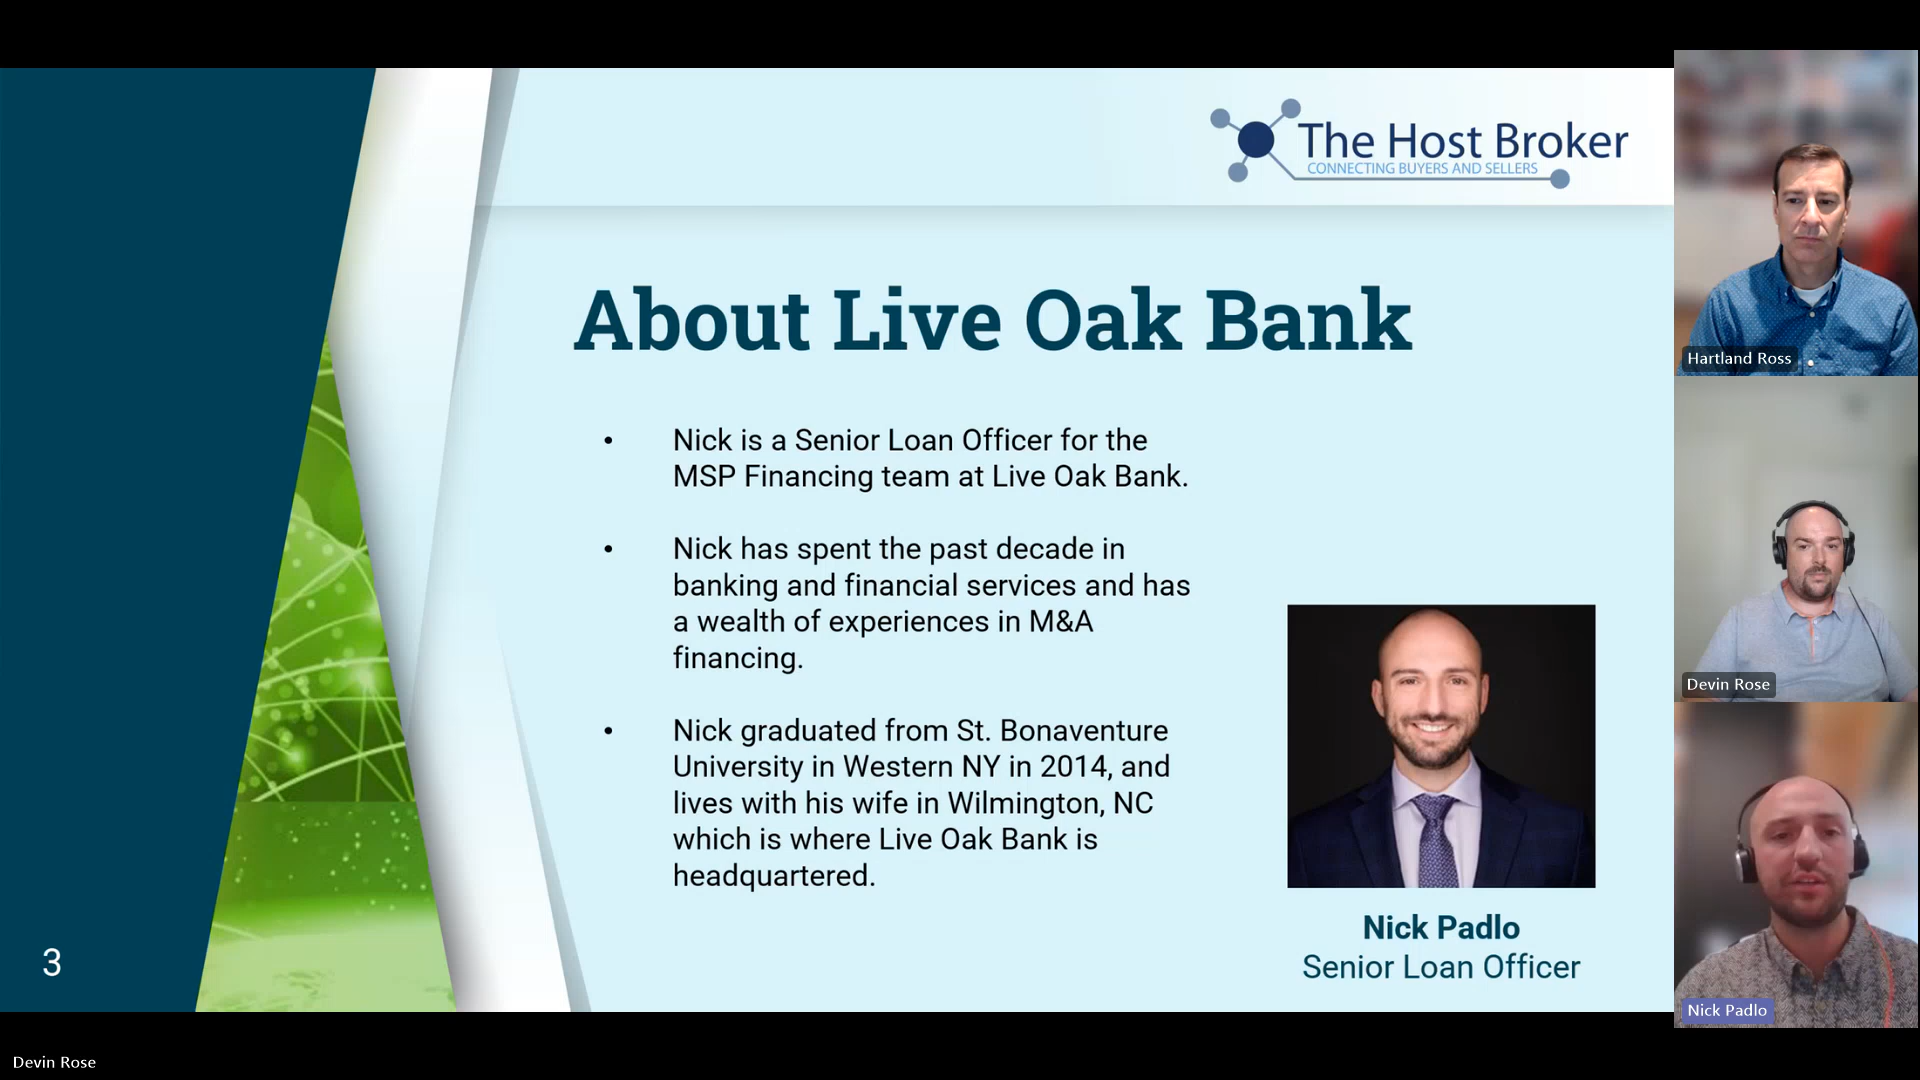 The Host Broker
CONNECTING BUYERS AND SELLERS
About Live Oak Bank
• Nick is a Senior Loan Officer for the
MSP Financing team at Live Oak Bank.
• Nick has spent the past decade in
banking and financial services and has
a wealth of experiences in M&A
financing.
• Nick graduated from St. Bonaventure
University in Western NY in 2014, and
lives with his wife in Wilmington, NC
which is where Live Oak Bank is
headquartered.
Nick Padlo
Senior Loan Officer
3
Hartland Ross
Devin Rose
Nick Padlo
Devin Rose